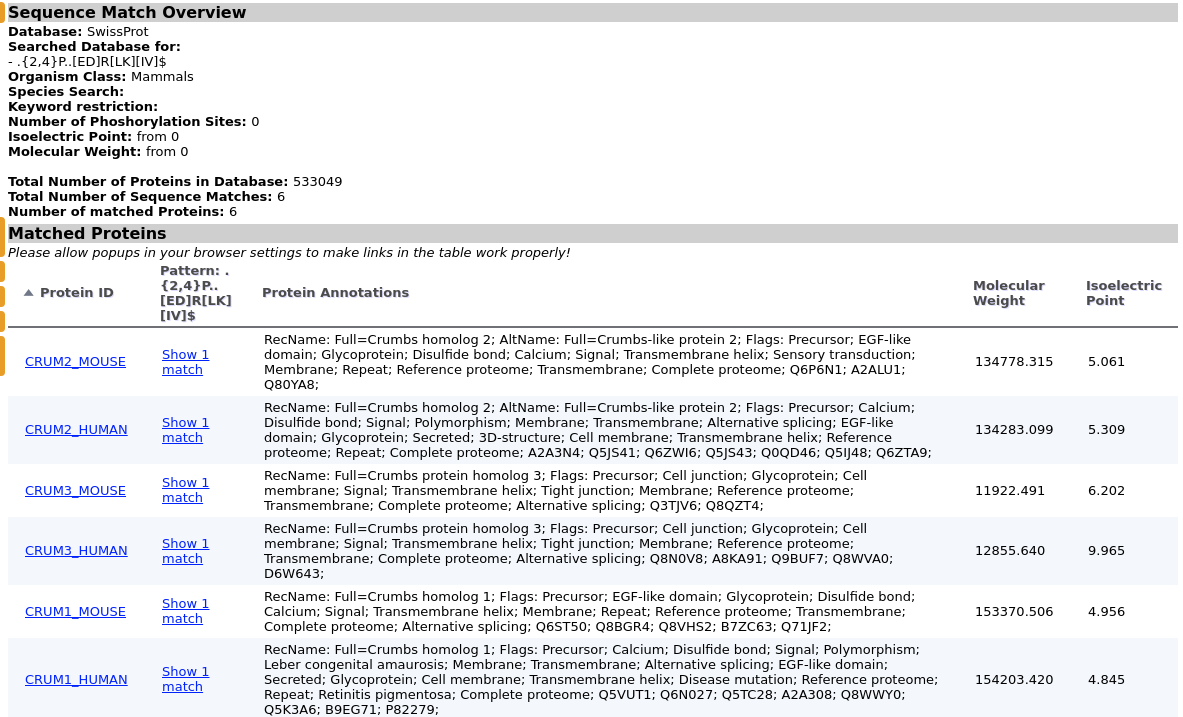 Sequence Match Overview
Database: SwissProt
Searched Database for:
- .{2,4}P..[ED]R[LK][IV]$
Organism Class: Mammals
Species Search:
Keyword restriction:
Number of Phoshorylation Sites: 0
Isoelectric Point: from 0
Molecular Weight: from 0
Total Number of Proteins in Database: 533049
Total Number of Sequence Matches: 6
Number of matched Proteins: 6
Matched Proteins
Please allow popups in your browser settings to make links in the table work properly!
Protein ID
Pattern: .
{2,4}P..
[ED]R[LK]
[IV]$
Protein Annotations
Molecular
Weight
Isoelectric
Point
CRUM2_MOUSE
Show 1
match
RecName: Full=Crumbs homolog 2; AltName: Full=Crumbs-like protein 2; Flags: Precursor; EGF-like
domain; Glycoprotein; Disulfide bond; Calcium; Signal; Transmembrane helix; Sensory transduction;
Membrane; Repeat; Reference proteome; Transmembrane; Complete proteome; Q6P6N1; A2ALU1;
Q80YA8;
134778.315
5.061
CRUM2_HUMAN
Show 1
match
RecName: Full=Crumbs homolog 2; AltName: Full=Crumbs-like protein 2; Flags: Precursor; Calcium;
Disulfide bond; Signal; Polymorphism; Membrane; Transmembrane; Alternative splicing; EGF-like
domain; Glycoprotein; Secreted; 3D-structure; Cell membrane; Transmembrane helix; Reference
proteome; Repeat; Complete proteome; A2A3N4; Q5JS41; Q6ZWI6; Q5JS43; Q0QD46; Q5IJ48; Q6ZTA9;
134283.099
5.309
CRUM3_MOUSE
Show 1
match
RecName: Full=Crumbs protein homolog 3; Flags: Precursor; Cell junction; Glycoprotein; Cell
membrane; Signal; Transmembrane helix; Tight junction; Membrane; Reference proteome;
Transmembrane; Complete proteome; Alternative splicing; Q3TJV6; Q8QZT4;
11922.491
6.202
CRUM3_HUMAN
Show 1
match
RecName: Full=Crumbs protein homolog 3; Flags: Precursor; Cell junction; Glycoprotein; Cell
membrane; Signal; Transmembrane helix; Tight junction; Membrane; Reference proteome;
Transmembrane; Complete proteome; Alternative splicing; Q8N0V8; A8KA91; Q9BUF7; Q8WVA0;
D6W643;
12855.640
9.965
CRUM1_MOUSE
Show 1
match
RecName: Full=Crumbs homolog 1; Flags: Precursor; EGF-like domain; Glycoprotein; Disulfide bond;
Calcium; Signal; Transmembrane helix; Membrane; Repeat; Reference proteome; Transmembrane;
Complete proteome; Alternative splicing; Q6ST50; Q8BGR4; Q8VHS2; B7ZC63; Q71JF2;
153370.506
4.956
CRUM1_HUMAN
Show 1
match
RecName: Full=Crumbs homolog 1; Flags: Precursor; Calcium; Disulfide bond; Signal; Polymorphism;
Leber congenital amaurosis; Membrane; Transmembrane; Alternative splicing; EGF-like domain;
Secreted; Glycoprotein; Cell membrane; Transmembrane helix; Disease mutation; Reference proteome;
Repeat; Retinitis pigmentosa; Complete proteome; Q5VUT1; Q6N027; Q5TC28; A2A308; Q8WWY0;
Q5K3A6; B9EG71; P82279;
154203.420
4.845